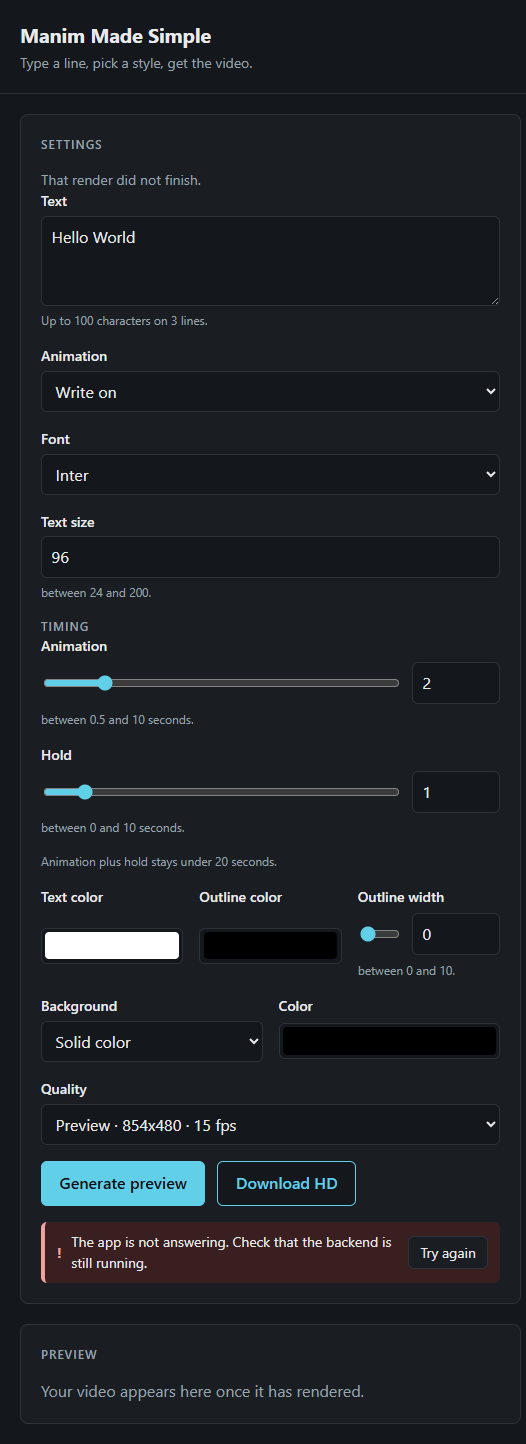 Manim Made Simple
Type a line, pick a style, get the video.
SETTINGS
That render did not finish.
Text
Hello World
Up to 100 characters on 3 lines.
Animation
Write on
Font
Inter
Text size
96
between 24 and 200.
TIMING
Animation
2
between 0.5 and 10 seconds.
Hold
1
between 0 and 10 seconds.
Animation plus hold stays under 20 seconds.
Text color
Outline color
Outline width
0
between 0 and 10.
Background
Color
Solid color
Quality
Preview · 854x480 · 15 fps
Generate preview
Download HD
! The app is not answering. Check that the backend is
still running.
Try again
PREVIEW
Your video appears here once it has rendered.